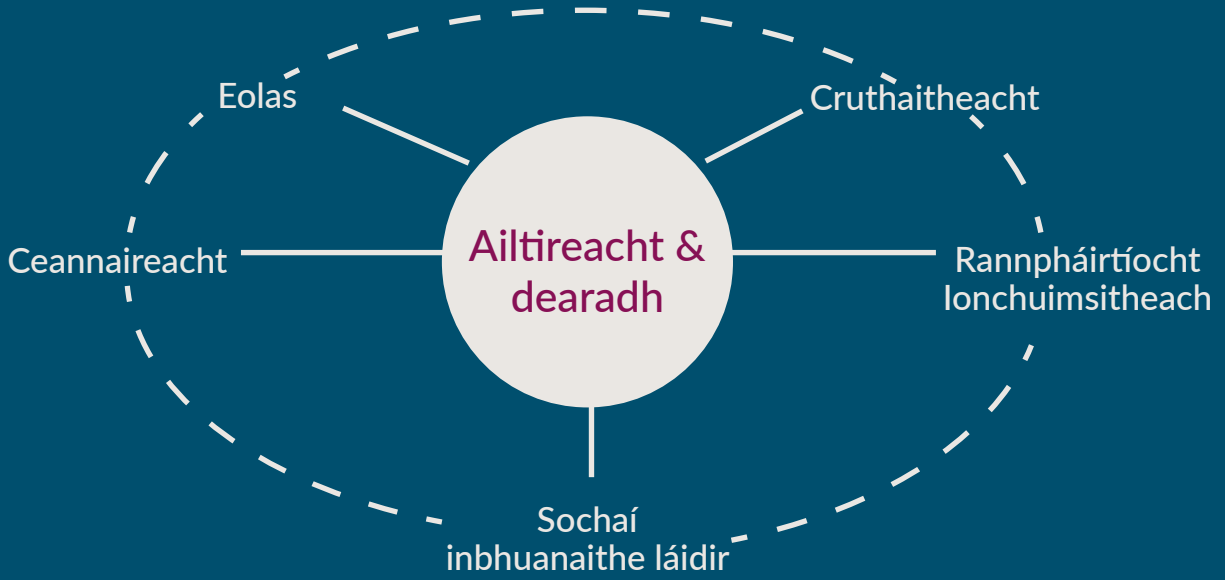 Eolas
Cruthaitheacht
Ailtireacht &
dearadh
Ceannaireacht
Rannpháirtíocht
Ionchuimsitheach
Sochaí
inbhuanaithe láidir